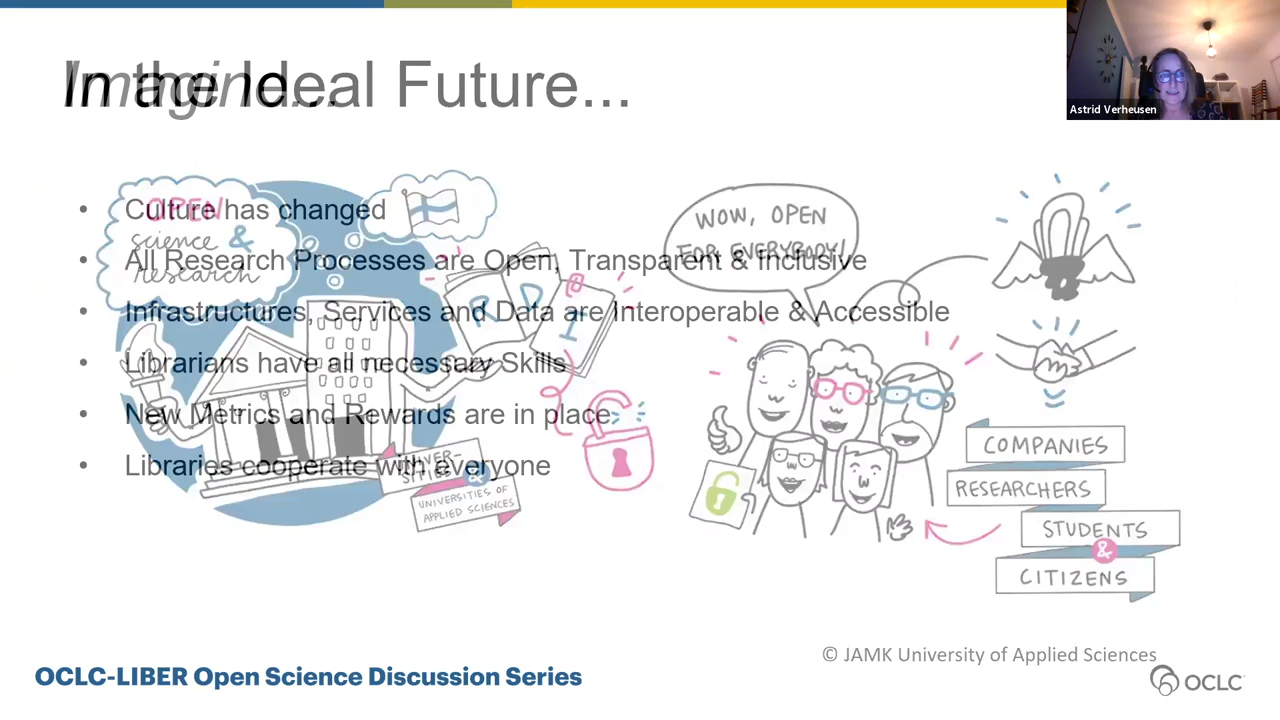 Imagine...
In the Ideal Future...
Astrid Verheusen
• Culture has changed
• All Research Processes are Open, Transparent & Inclusive
• Infrastructures, Services and Data are Interoperable & Accessible
• Librarians have all necessary Skills
• New Metrics and Rewards are in place
• Libraries cooperate with everyone
OPEN
science &
Research
R D I
UNIVER-
SITIES
&
UNIVERSITIES OF
APPLIED SCIENCES
WOW, OPEN
FOR EVERYBODY!
COMPANIES
RESEARCHERS
STUDENTS
&
CITIZENS
© JAMK University of Applied Sciences
OCLC-LIBER Open Science Discussion Series
OCLC